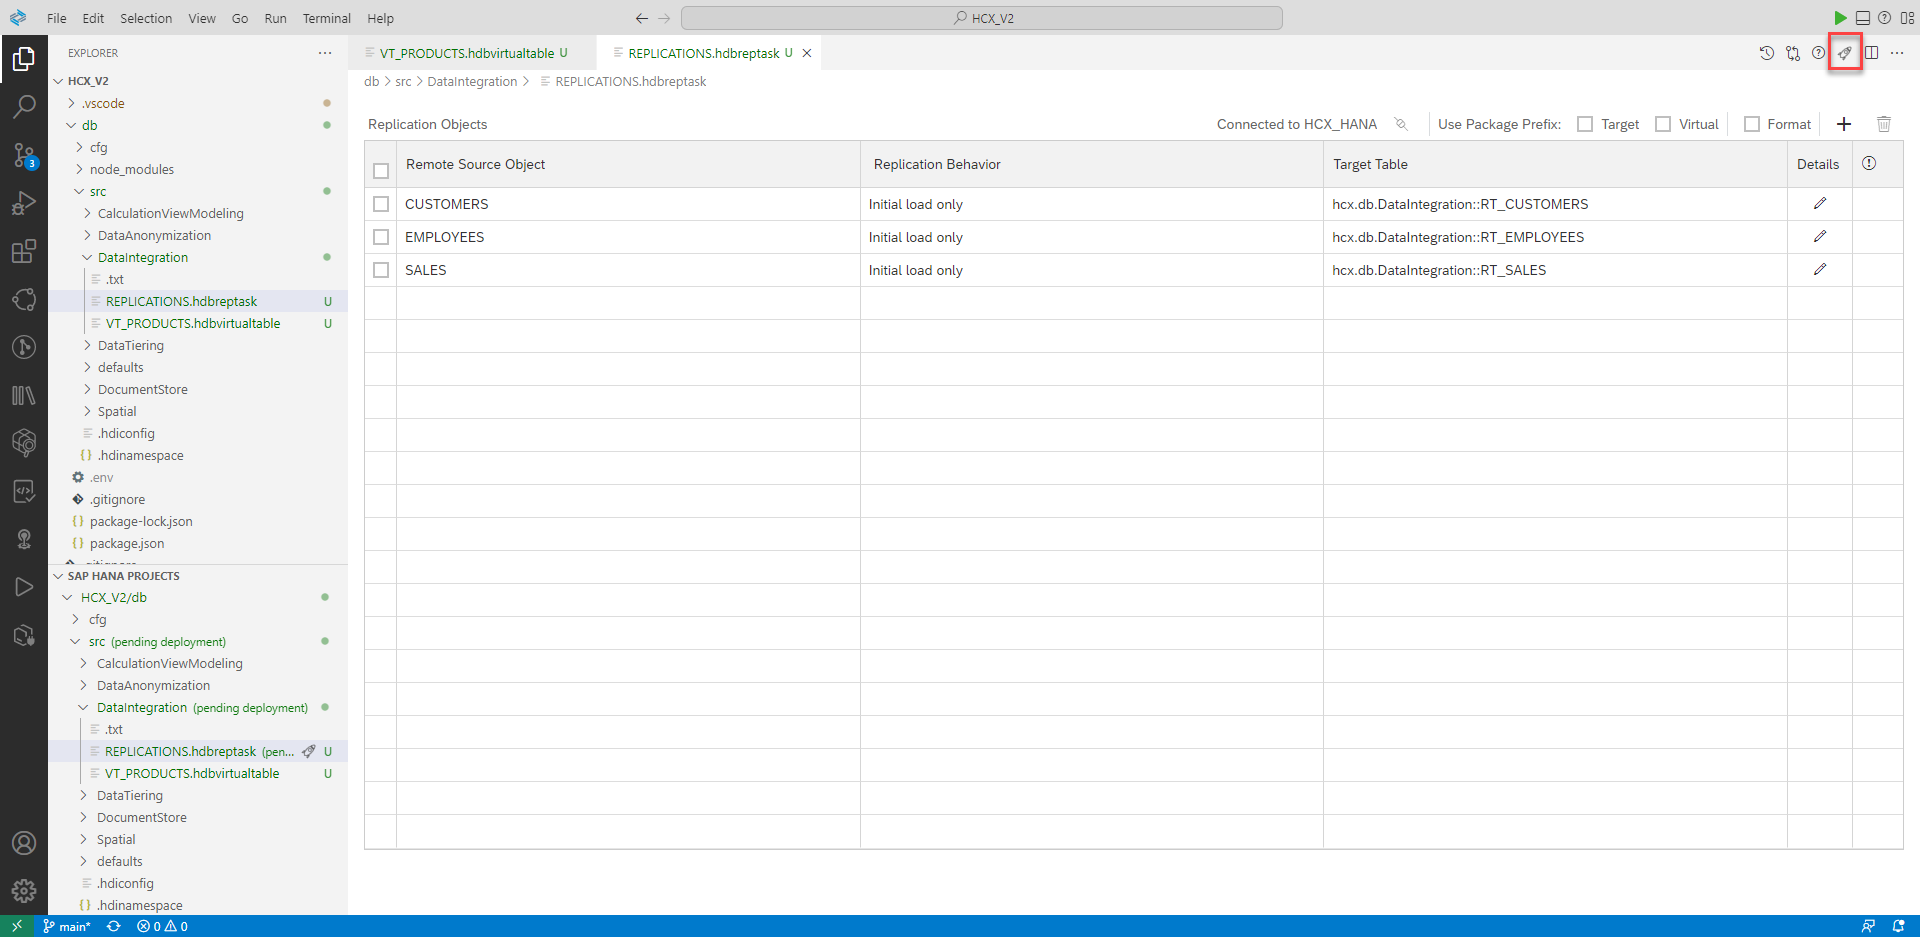 File Edit Selection View Go Run Terminal Help
HCX_V2
EXPLORER
VT_PRODUCTS.hdbvirtualtable U
REPLICATIONS.hdbreptask U
db > src > DataIntegration > REPLICATIONS.hdbreptask
HCX_V2
.vscode
db
cfg
node_modules
src
CalculationViewModeling
DataAnonymization
DataIntegration
.txt
REPLICATIONS.hdbreptask U
VT_PRODUCTS.hdbvirtualtable U
DataTiering
defaults
DocumentStore
Spatial
.hdiconfig
{} .hdinamespace
.env
.gitignore
{} package-lock.json
{} package.json
3
SAP HANA PROJECTS
HCX_V2/db
cfg
src (pending deployment)
CalculationViewModeling
DataAnonymization
DataIntegration (pending deployment)
.txt
REPLICATIONS.hdbreptask (pen... U
VT_PRODUCTS.hdbvirtualtable U
DataTiering
DocumentStore
Spatial
defaults
.hdiconfig
{} .hdinamespace
Replication Objects
Connected to HCX_HANA
Use Package Prefix: Target Virtual Format
Remote Source Object Replication Behavior Target Table Details
CUSTOMERS Initial load only hcx.db.DataIntegration::RT_CUSTOMERS
EMPLOYEES Initial load only hcx.db.DataIntegration::RT_EMPLOYEES
SALES Initial load only hcx.db.DataIntegration::RT_SALES
main* 0 0